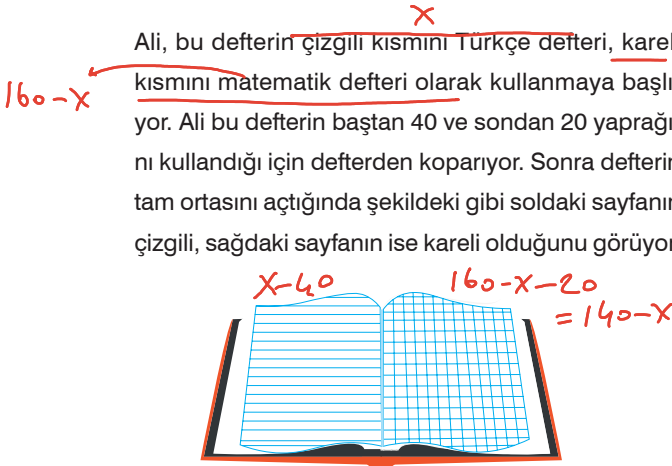 x
Ali, bu defterin çizgili kısmını Türkçe defteri, karel
160-x
kısmını matematik defteri olarak kullanmaya başlı
yor. Ali bu defterin baştan 40 ve sondan 20 yaprağı
nı kullandığı için defterden koparıyor. Sonra defterin
tam ortasını açtığında şekildeki gibi soldaki sayfanın
çizgili, sağdaki sayfanın ise kareli olduğunu görüyor
x-40 160-x-20
=140-x